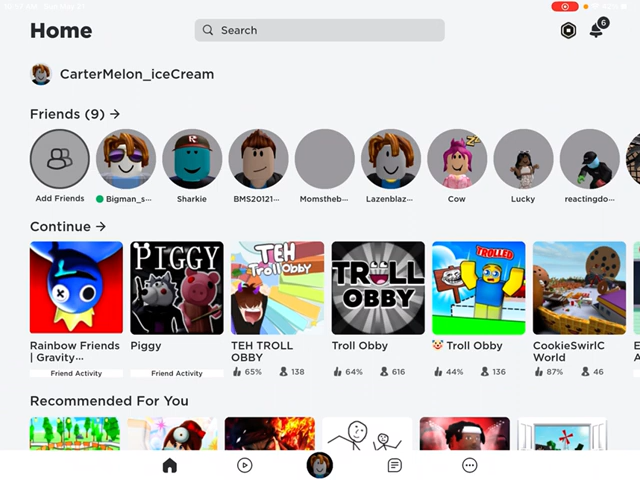 Home
Search
6
CarterMelon_iceCream
Friends (9) →
Add Friends
Bigman_s...
Sharkie
BMS20121...
Momstheb...
Lazenblaz...
Cow
Lucky
reactingdo...
Continue →
PIGGY
TEH
Troll Obby
TROLL
OBBY
TROLLED
Rainbow Friends
| Gravity...
Friend Activity
Piggy
Friend Activity
TEH TROLL
OBBY
65% 138
Troll Obby
64% 616
🤡 Troll Obby
44% 136
CookieSwirlC
World
87% 46
Recommended For You